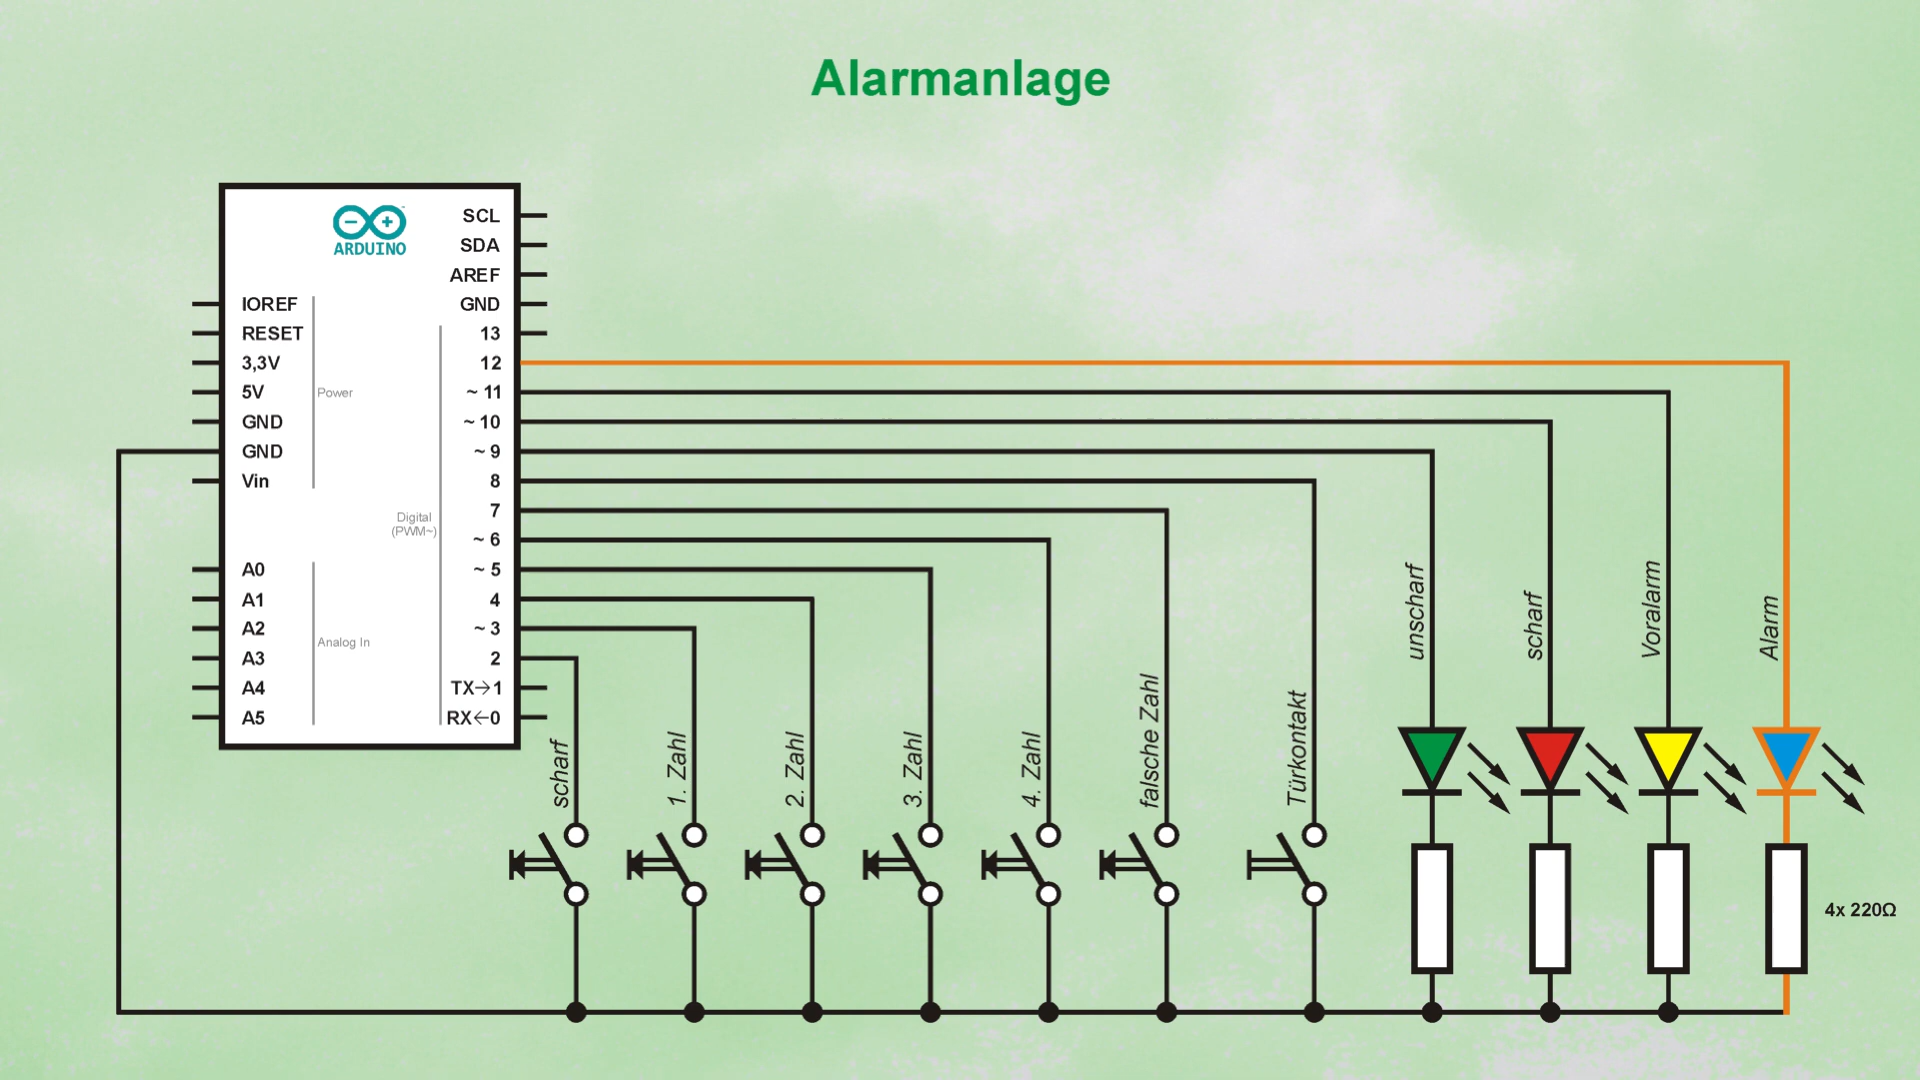 Alarmanlage
ARDUINO
SCL
SDA
AREF
IOREF
GND
RESET
13
3,3V
12
5V
Power
~ 11
GND
~ 10
GND
~ 9
Vin
8
7
Digital
(PWM~)
~ 6
A0
~ 5
A1
4
A2
Analog In
~ 3
A3
2
A4
TX→1
A5
RX←0
scharf
1. Zahl
2. Zahl
3. Zahl
4. Zahl
falsche Zahl
Türkontakt
unscharf
scharf
Voralarm
Alarm
4x 220Ω